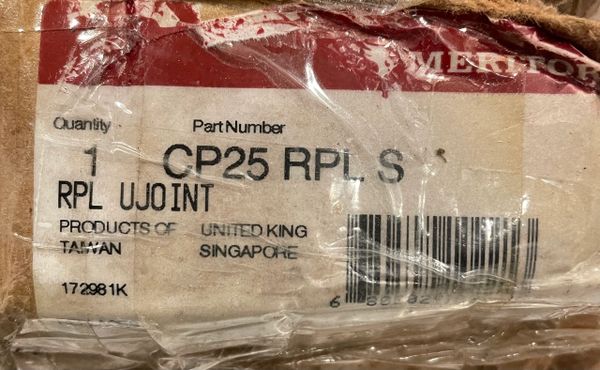 MERITOR
Quantity Part Number
1 CP25 RPL S
RPL UJOINT
PRODUCTS OF UNITED KING
TAIWAN SINGAPORE
172981K